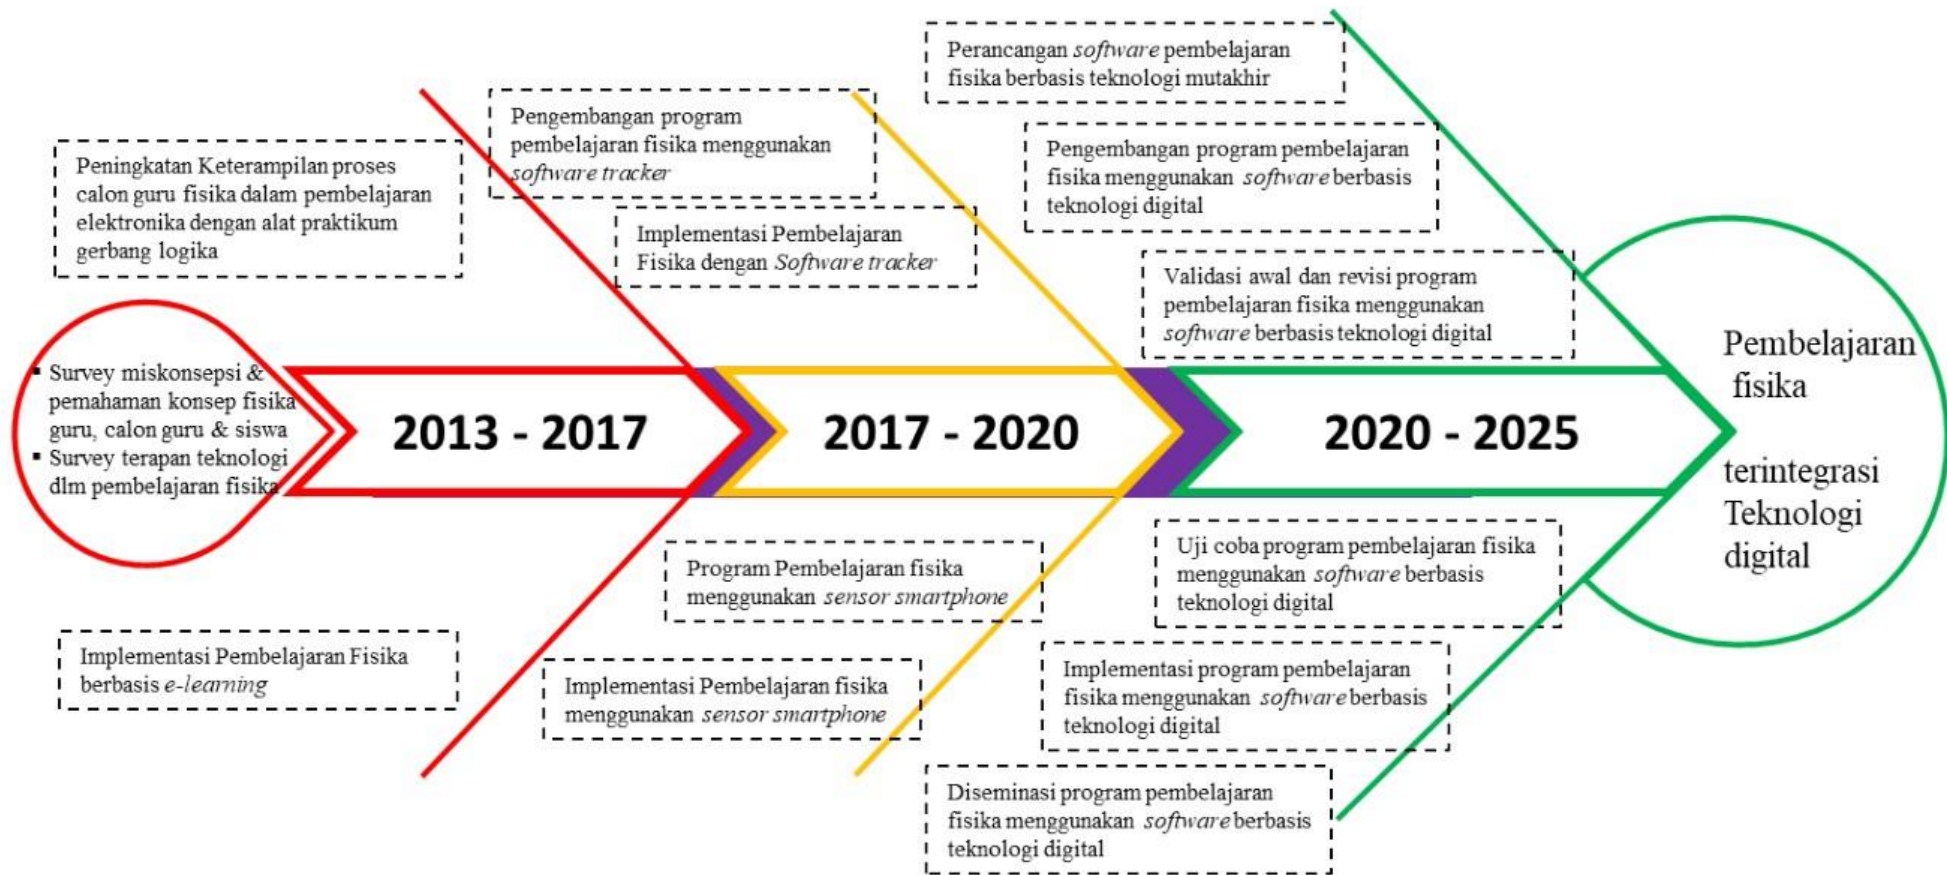 Perancangan software pembelajaran
fisika berbasis teknologi mutakhir
Pengembangan program
pembelajaran fisika menggunakan
software tracker
Pengembangan program pembelajaran
fisika menggunakan software berbasis
teknologi digital
Peningkatan Keterampilan proses
calon guru fisika dalam pembelajaran
elektronika dengan alat praktikum
gerbang logika
Implementasi Pembelajaran
Fisika dengan Software tracker
Validasi awal dan revisi program
pembelajaran fisika menggunakan
software berbasis teknologi digital
▪ Survey miskonsepsi &
pemahaman konsep fisika
guru, calon guru & siswa
▪ Survey terapan teknologi
dlm pembelajaran fisika
2013 - 2017
2017 - 2020
2020 - 2025
Pembelajaran
fisika
terintegrasi
Teknologi
digital
Uji coba program pembelajaran fisika
menggunakan software berbasis
teknologi digital
Program Pembelajaran fisika
menggunakan sensor smartphone
Implementasi Pembelajaran Fisika
berbasis e-learning
Implementasi Pembelajaran fisika
menggunakan sensor smartphone
Implementasi program pembelajaran
fisika menggunakan software berbasis
teknologi digital
Diseminasi program pembelajaran
fisika menggunakan software berbasis
teknologi digital